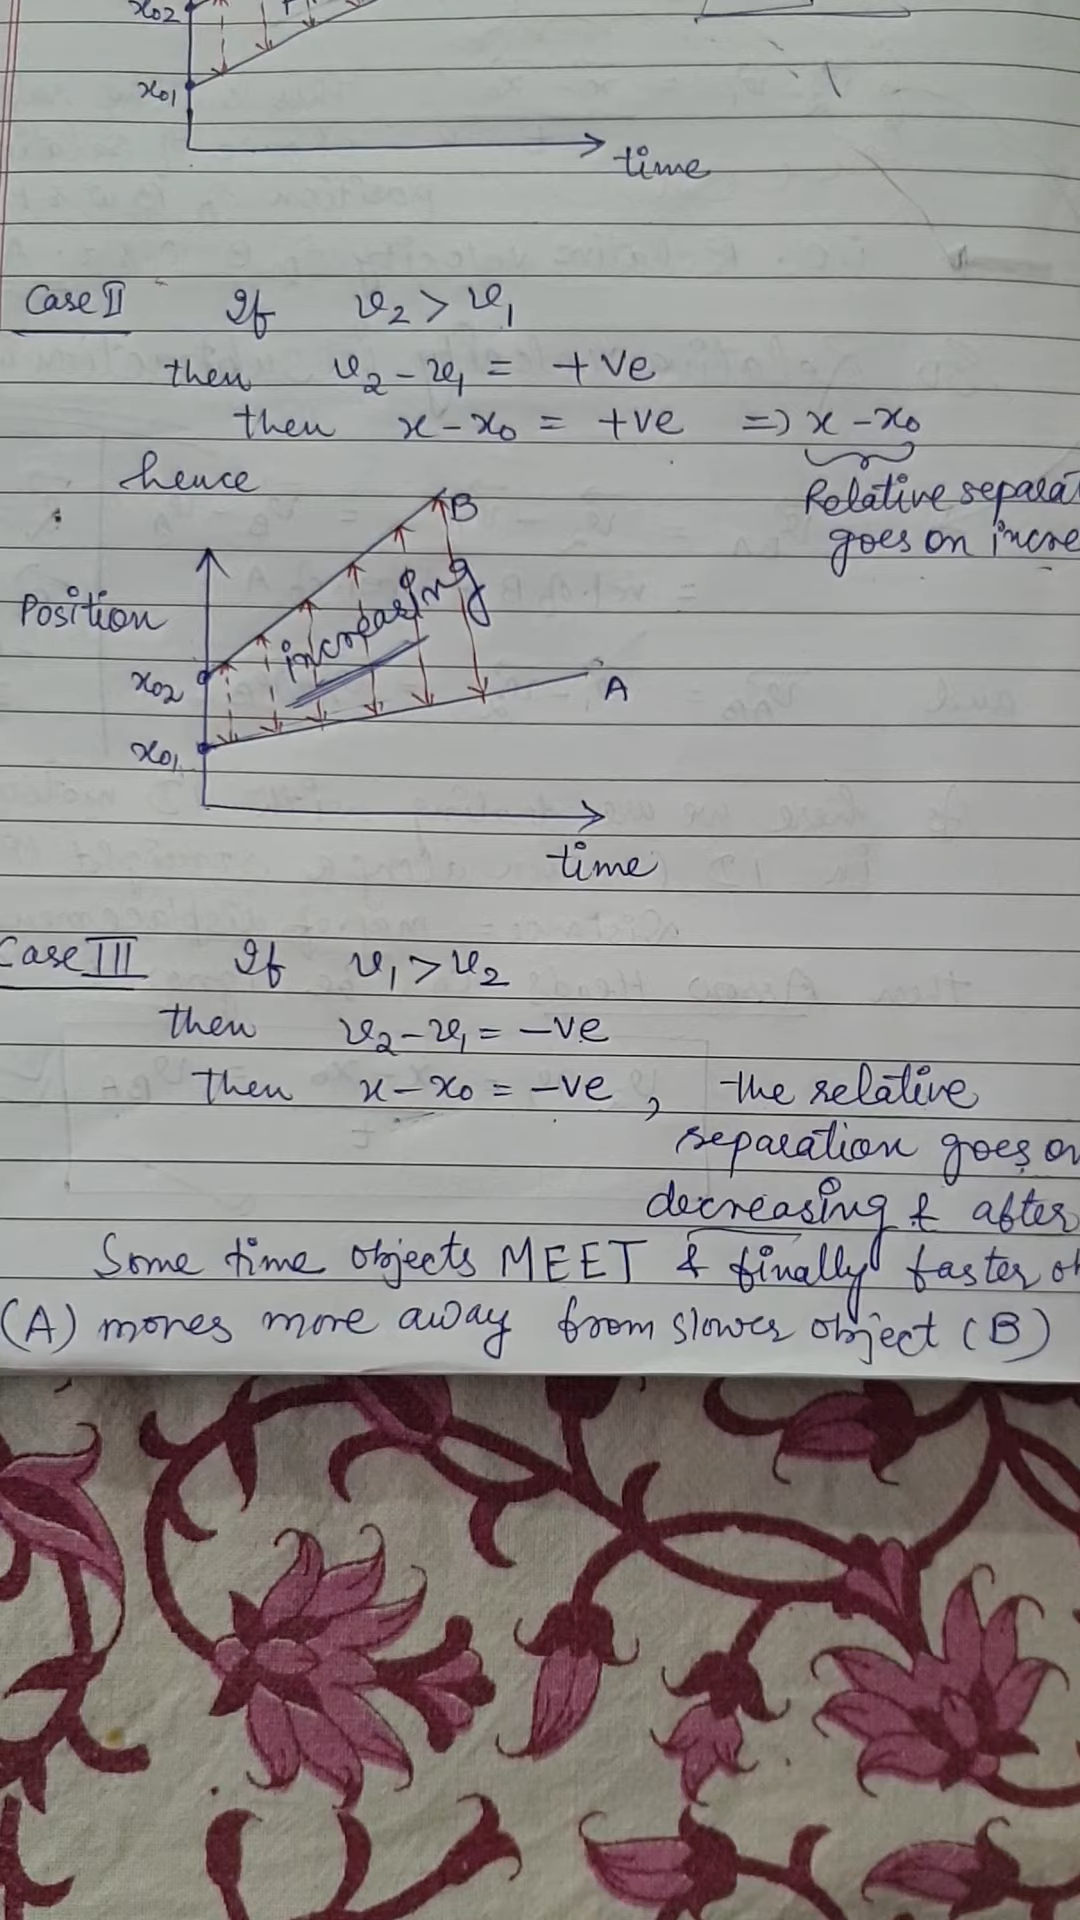 x02
x01
time
Case II If v2 > v1
then v2 - v1 = +ve
then x - x0 = +ve => x - x0
hence
Relative separat
goes on incre
B
increasing
Position
x02
A
x01
time
Case III If v1 > v2
then v2 - v1 = -ve
then x - x0 = -ve , the relative
separation goes on
decreasing & after
Some time objects MEET & finally faster ob
(A) moves more away from slower object (B)